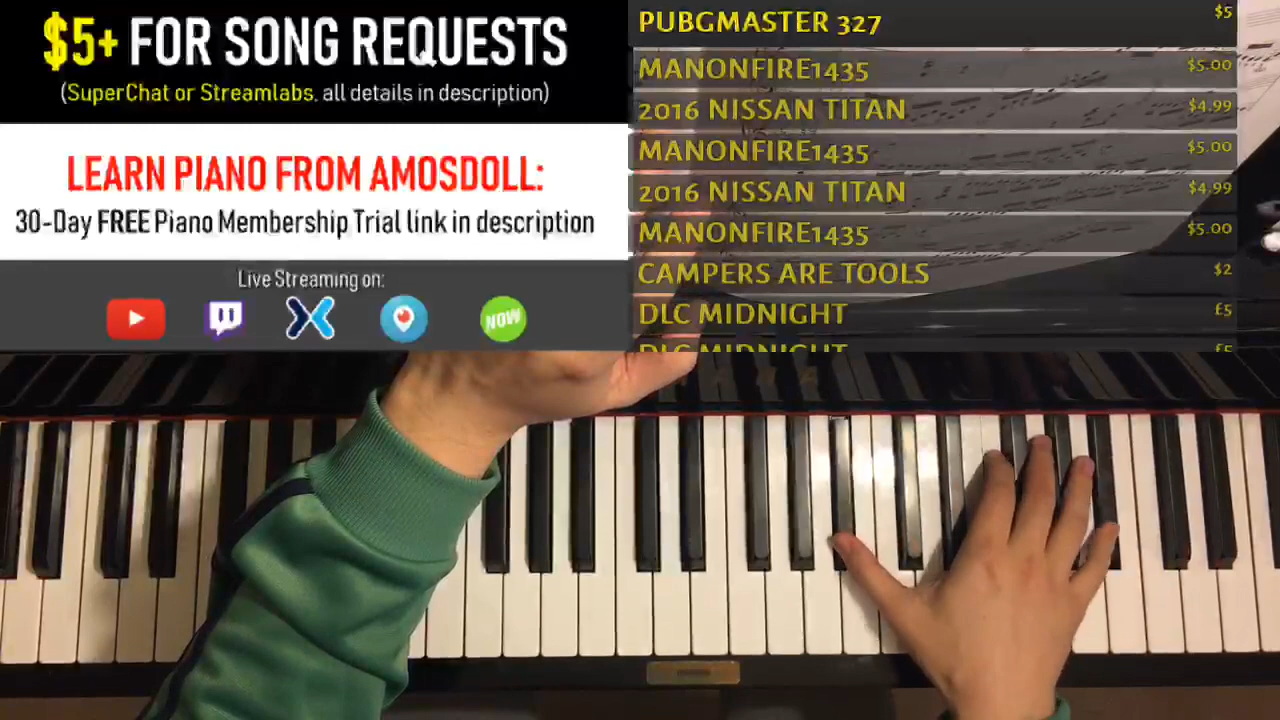 $5+ FOR SONG REQUESTS
(SuperChat or Streamlabs. all details in description)
LEARN PIANO FROM AMOSDOLL:
30-Day FREE Piano Membership Trial link in description
Live Streaming on:
NOW
PUBGMASTER 327 $5
MANONFIRE1435 $5.00
2016 NISSAN TITAN $4.99
MANONFIRE1435 $5.00
2016 NISSAN TITAN $4.99
MANONFIRE1435 $5.00
CAMPERS ARE TOOLS $2
DLC MIDNIGHT £5
DLC MIDNIGHT £5